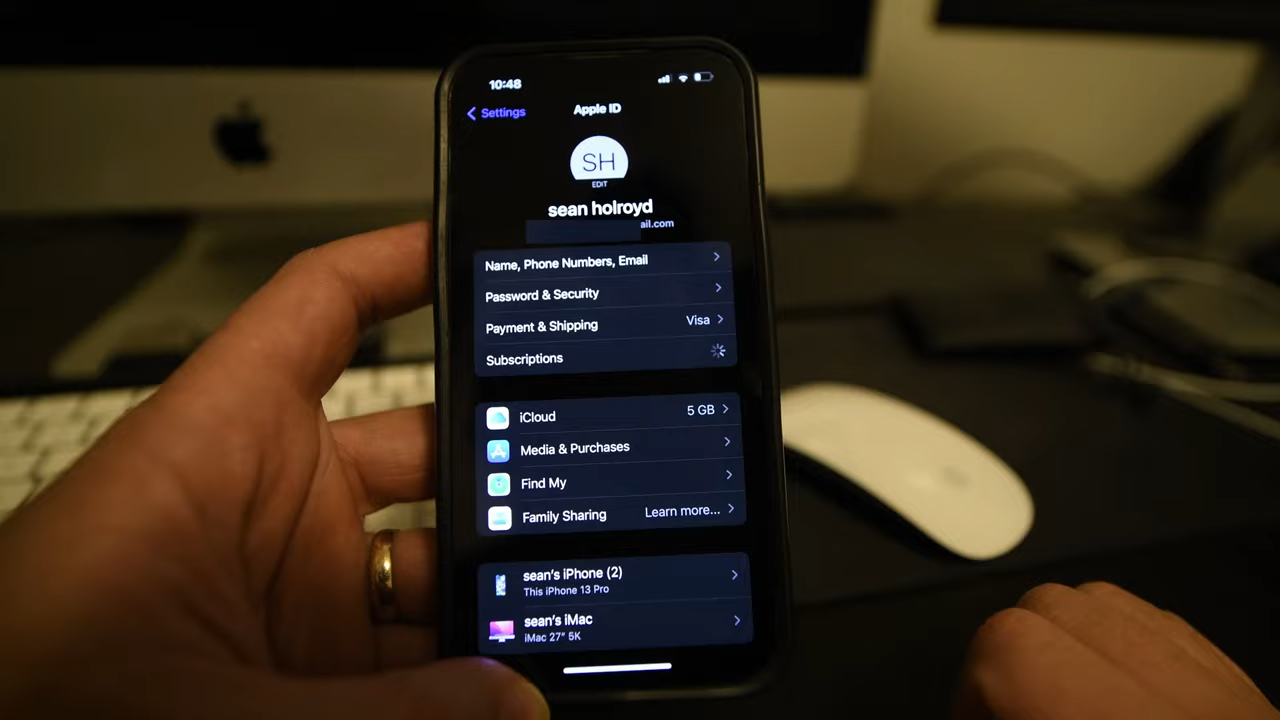 10:48
Settings
Apple ID
SH
EDIT
sean holroyd
ail.com
Name, Phone Numbers, Email
Password & Security
Payment & Shipping Visa
Subscriptions
iCloud 5 GB
Media & Purchases
Find My
Family Sharing Learn more...
sean's iPhone (2)
This iPhone 13 Pro
sean's iMac
iMac 27" 5K